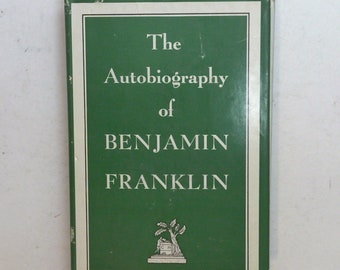 The
Autobiography
of
BENJAMIN
FRANKLIN